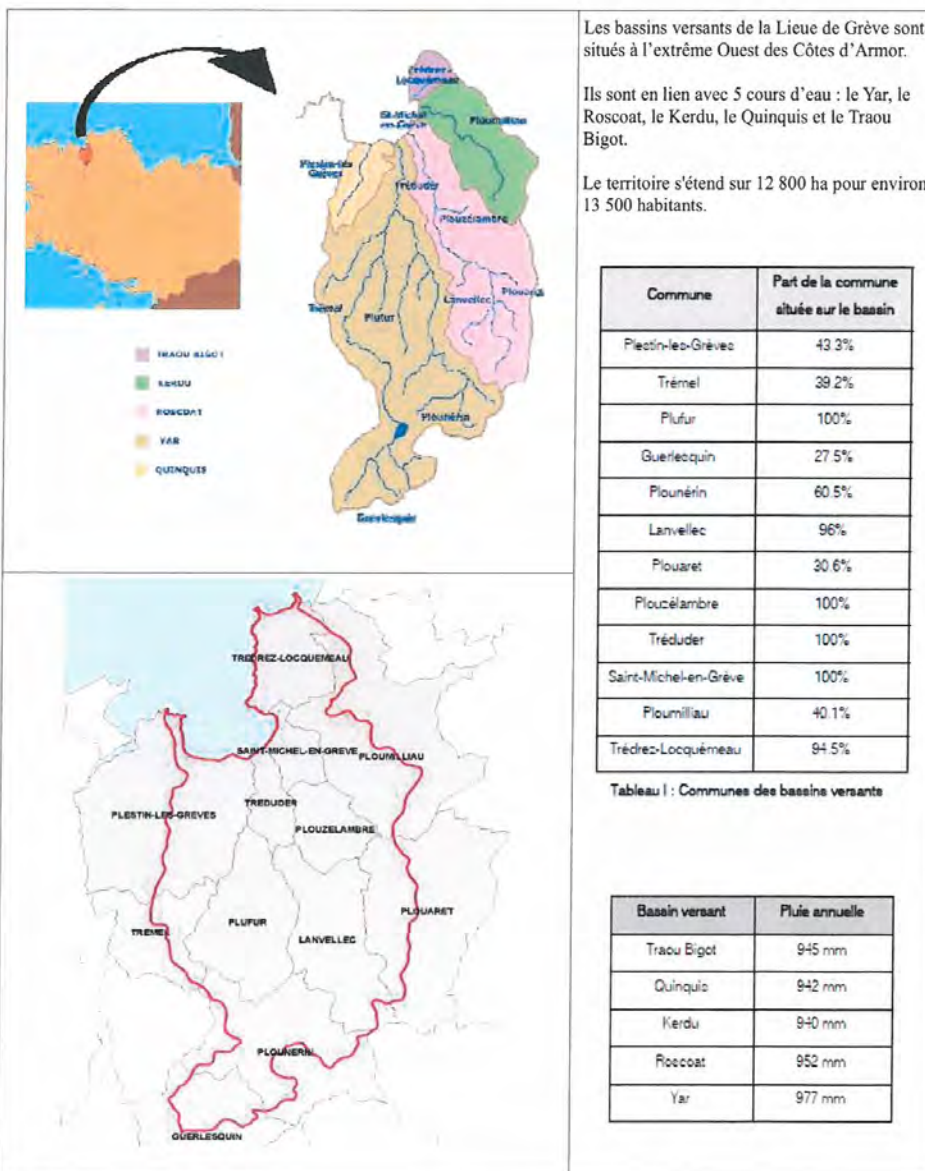 Les bassins versants de la Lieue de Grève sont
situés à l'extrême Ouest des Côtes d'Armor.
Ils sont en lien avec 5 cours d'eau : le Yar, le
Roscoat, le Kerdu, le Quinquis et le Traou
Bigot.
Le territoire s'étend sur 12 800 ha pour environ
13 500 habitants.
Trédrez-
Locquémeau
St-Michel
en-Grève
Ploumilliau
Plestin-les
Grèves
Tréduder
Plouzélambre
Trémel
Plufur
Lanvellec
Plouaret
Plounérin
Guerlesquin
TRAOU BIGOT
KERDU
ROSCOAT
YAR
QUINQUIS
Commune Part de la commune
située sur le bassin
Plestin-les-Grèves 43.3%
Trémel 39.2%
Plufur 100%
Guerlecquin 27.5%
Plounérin 60.5%
Lanvellec 96%
Plouaret 30.6%
Plouzélambre 100%
Tréduder 100%
Saint-Michel-en-Grève 100%
Ploumilliau 40.1%
Trédrez-Locquémeau 94.5%
Tableau I : Communes des bassins versants
TREDREZ-LOCQUEMEAU
SAINT-MICHEL-EN-GREVE
PLOUMILLIAU
PLESTIN-LES-GREVES
TREDUDER
PLOUZELAMBRE
TREMEL
PLUFUR
LANVELLEC
PLOUARET
PLOUNERIN
GUERLESQUIN
Bassin versant Pluie annuelle
Traou Bigot 945 mm
Quinquis 942 mm
Kerdu 940 mm
Roscoat 952 mm
Yar 977 mm